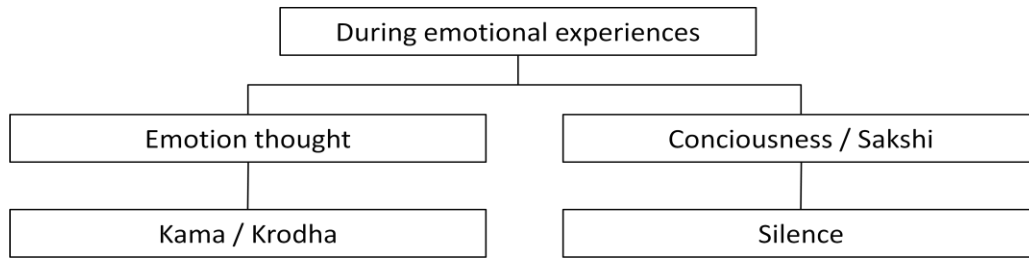 During emotional experiences
Emotion thought
Conciousness / Sakshi
Kama / Krodha
Silence